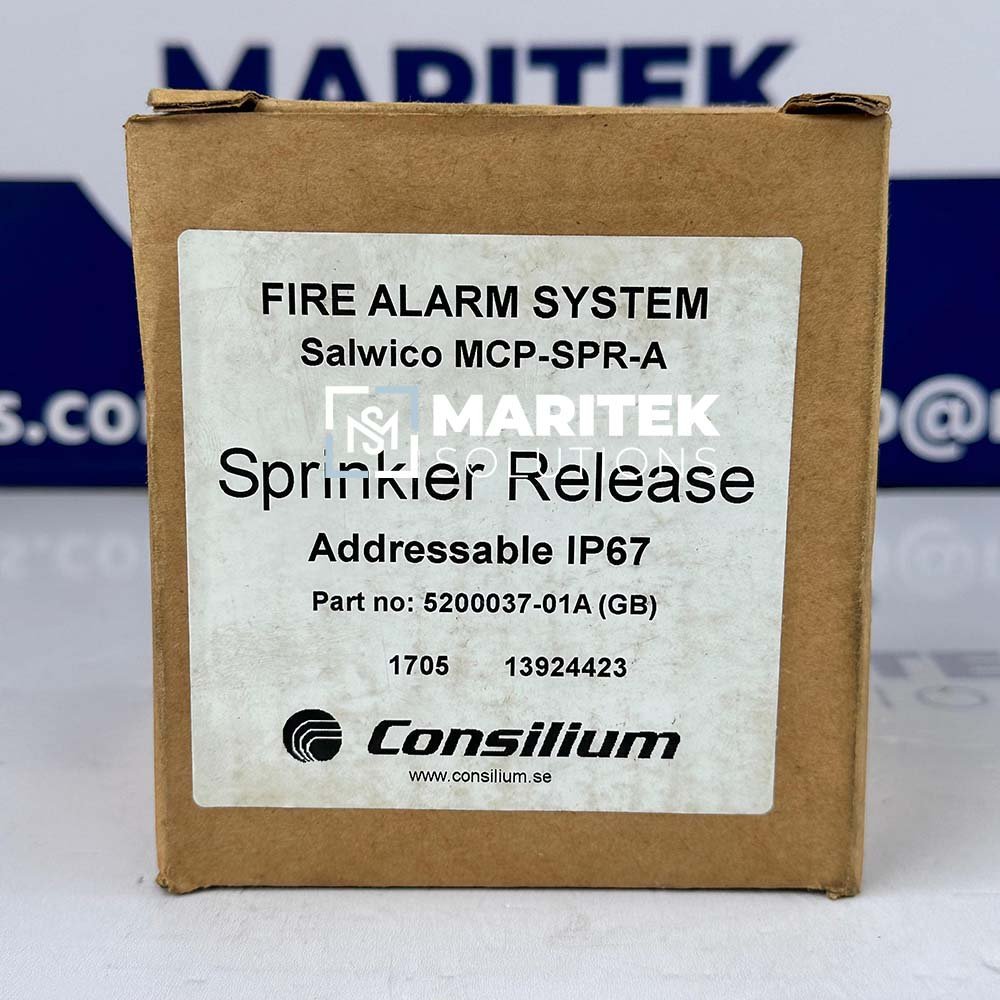 MARITEK
s.com
@m
FIRE ALARM SYSTEM
Salwico MCP-SPR-A
MARITEK
SOLUTIONS
Sprinkler Release
Addressable IP67
Part no: 5200037-01A (GB)
1705 13924423
Consilium
www.consilium.se